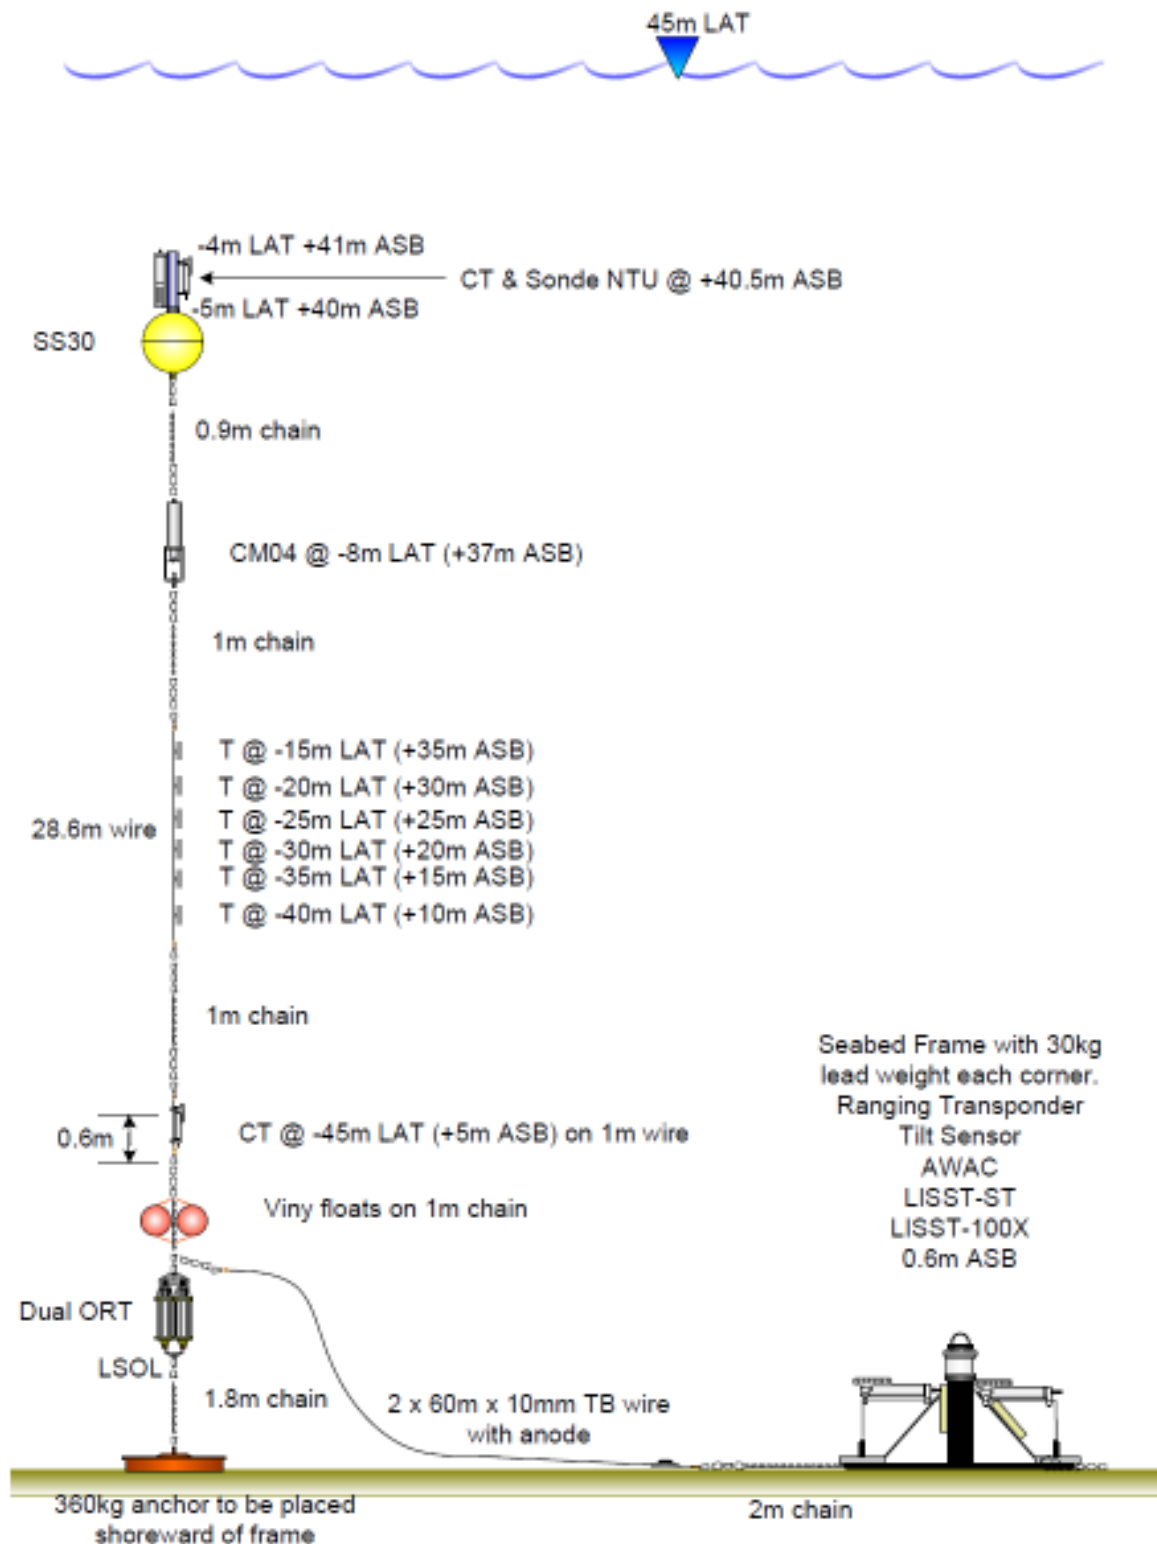 45m LAT
-4m LAT +41m ASB
CT & Sonde NTU @ +40.5m ASB
-5m LAT +40m ASB
SS30
0.9m chain
CM04 @ -8m LAT (+37m ASB)
1m chain
T @ -15m LAT (+35m ASB)
T @ -20m LAT (+30m ASB)
T @ -25m LAT (+25m ASB)
28.6m wire
T @ -30m LAT (+20m ASB)
T @ -35m LAT (+15m ASB)
T @ -40m LAT (+10m ASB)
1m chain
Seabed Frame with 30kg
lead weight each corner.
Ranging Transponder
Tilt Sensor
AWAC
LISST-ST
LISST-100X
0.6m ASB
0.6m
CT @ -45m LAT (+5m ASB) on 1m wire
Viny floats on 1m chain
Dual ORT
LSOL
1.8m chain
2 x 60m x 10mm TB wire
with anode
360kg anchor to be placed
shoreward of frame
2m chain